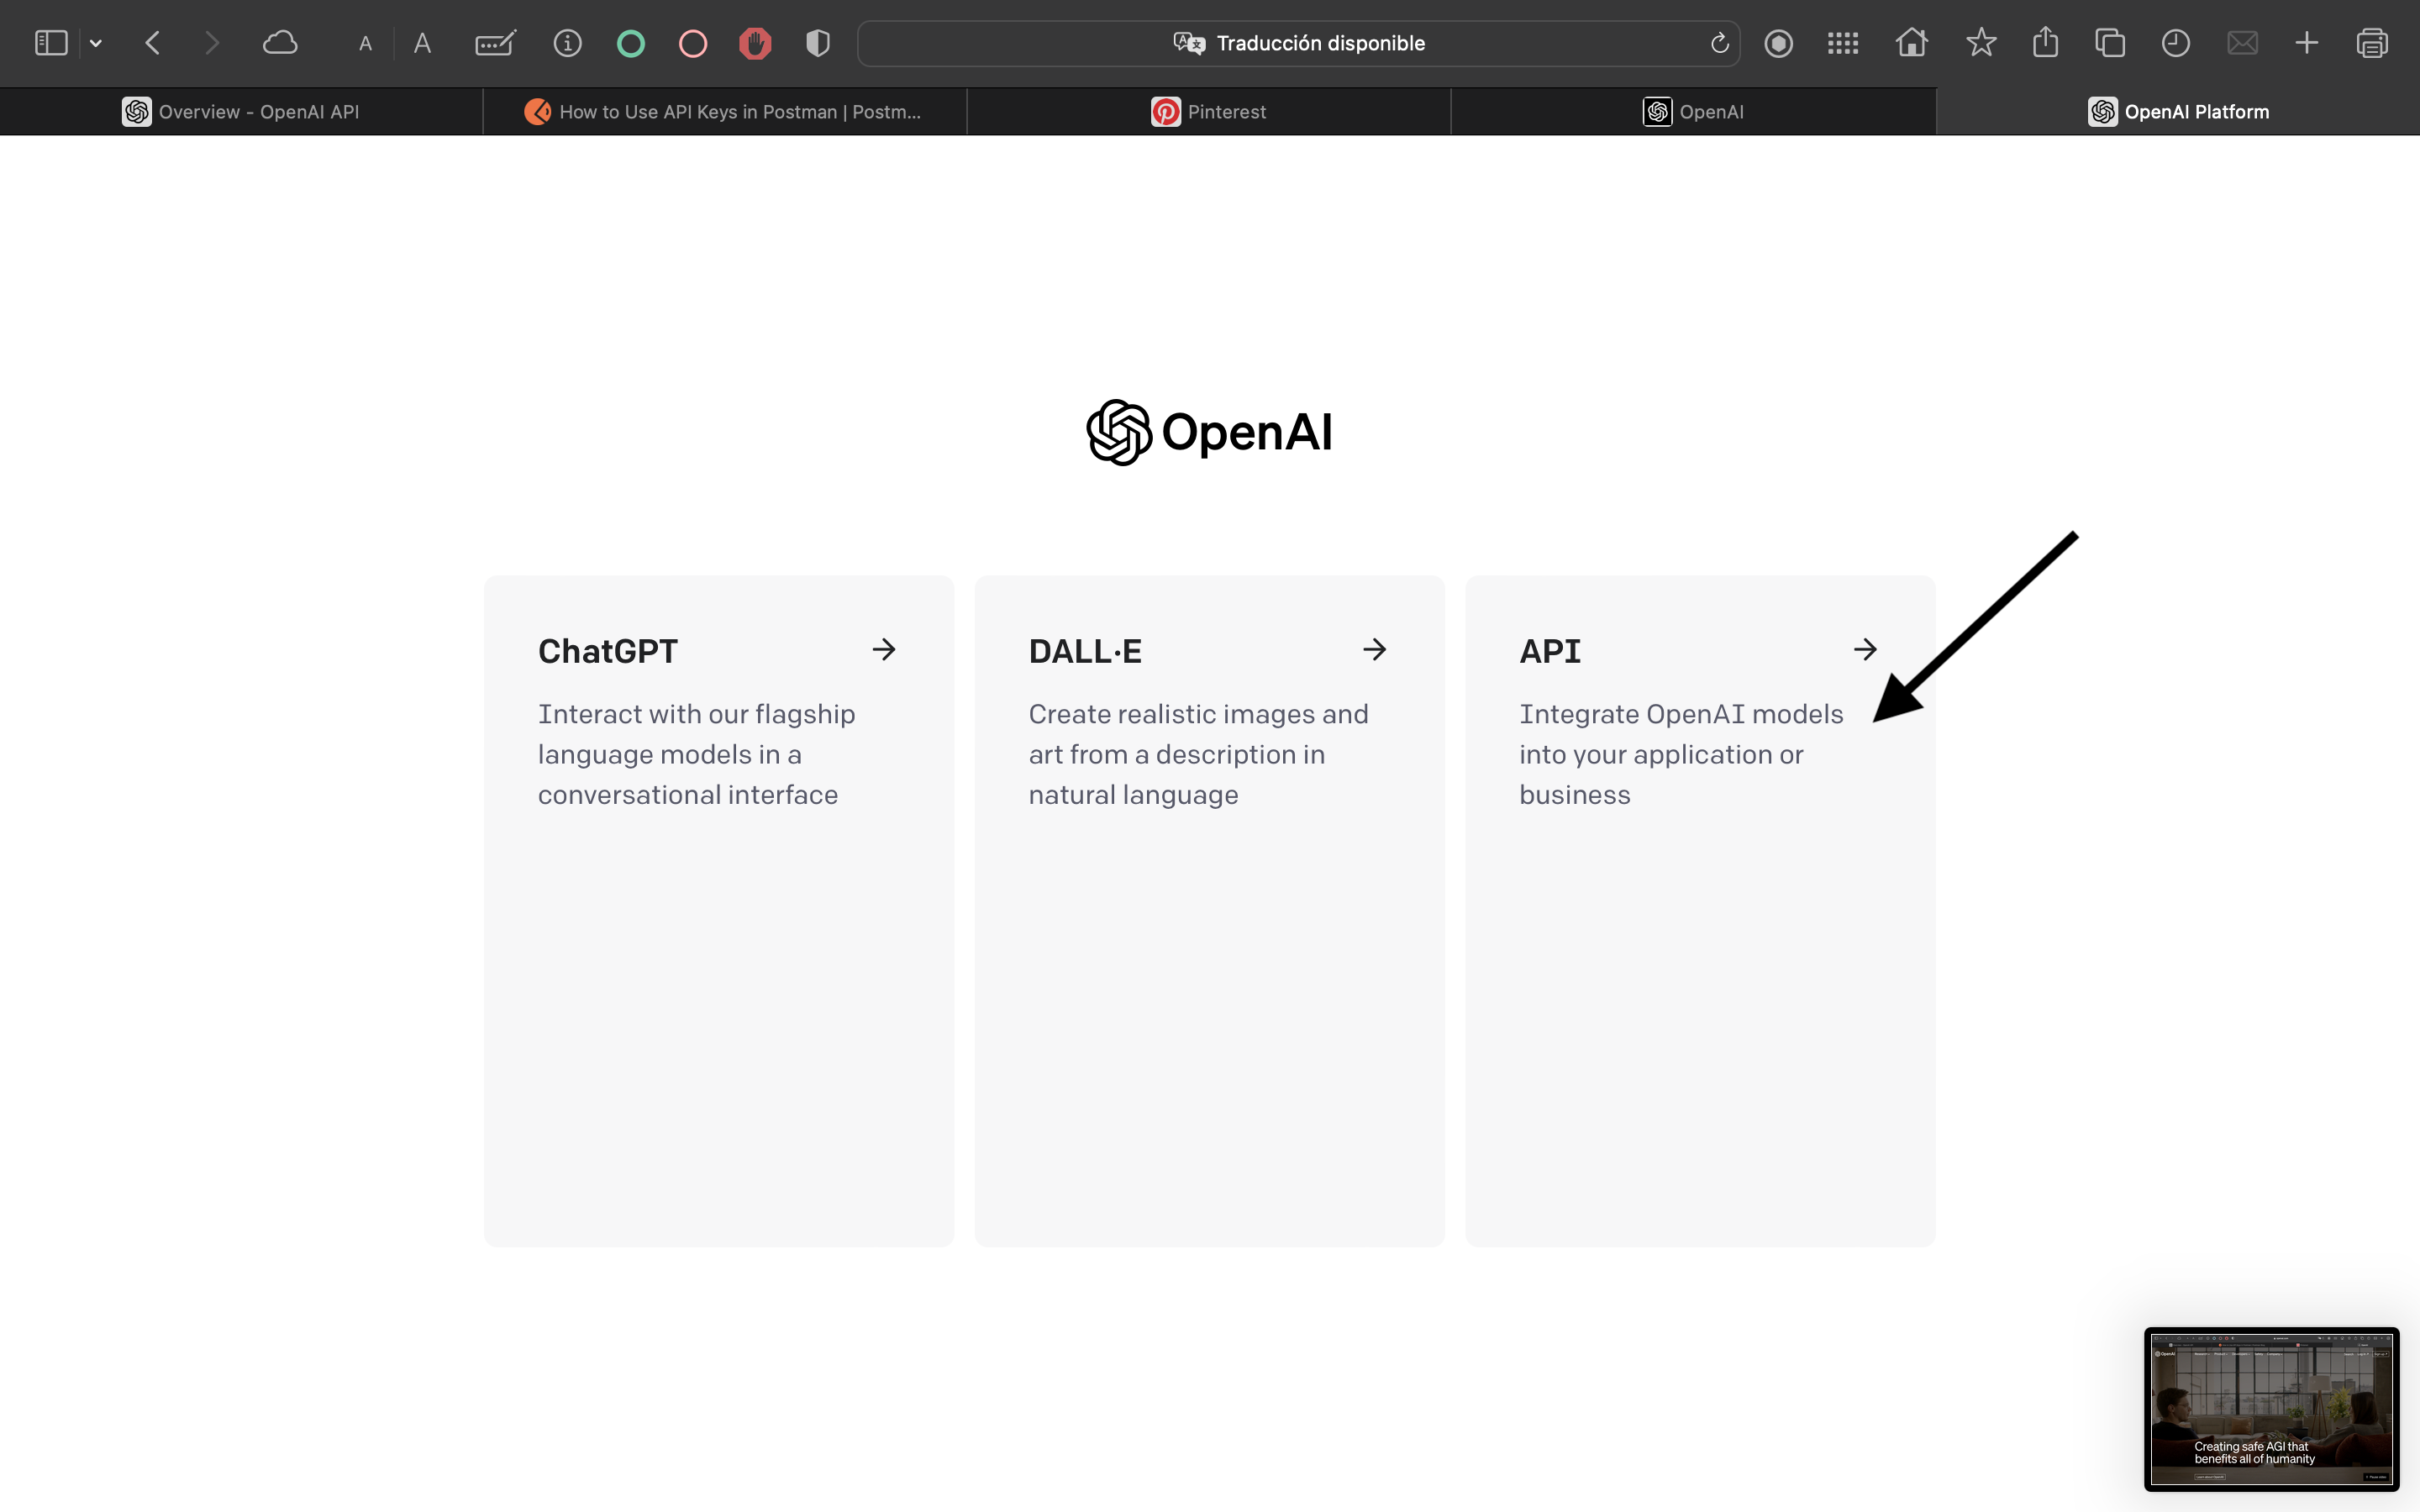 A A Traducción disponible
Overview - OpenAI API
How to Use API Keys in Postman | Postm...
Pinterest
OpenAI
OpenAI Platform
OpenAI
ChatGPT
Interact with our flagship
language models in a
conversational interface
DALL·E
Create realistic images and
art from a description in
natural language
API
Integrate OpenAI models
into your application or
business
OpenAI
Creating safe AGI that
benefits all of humanity